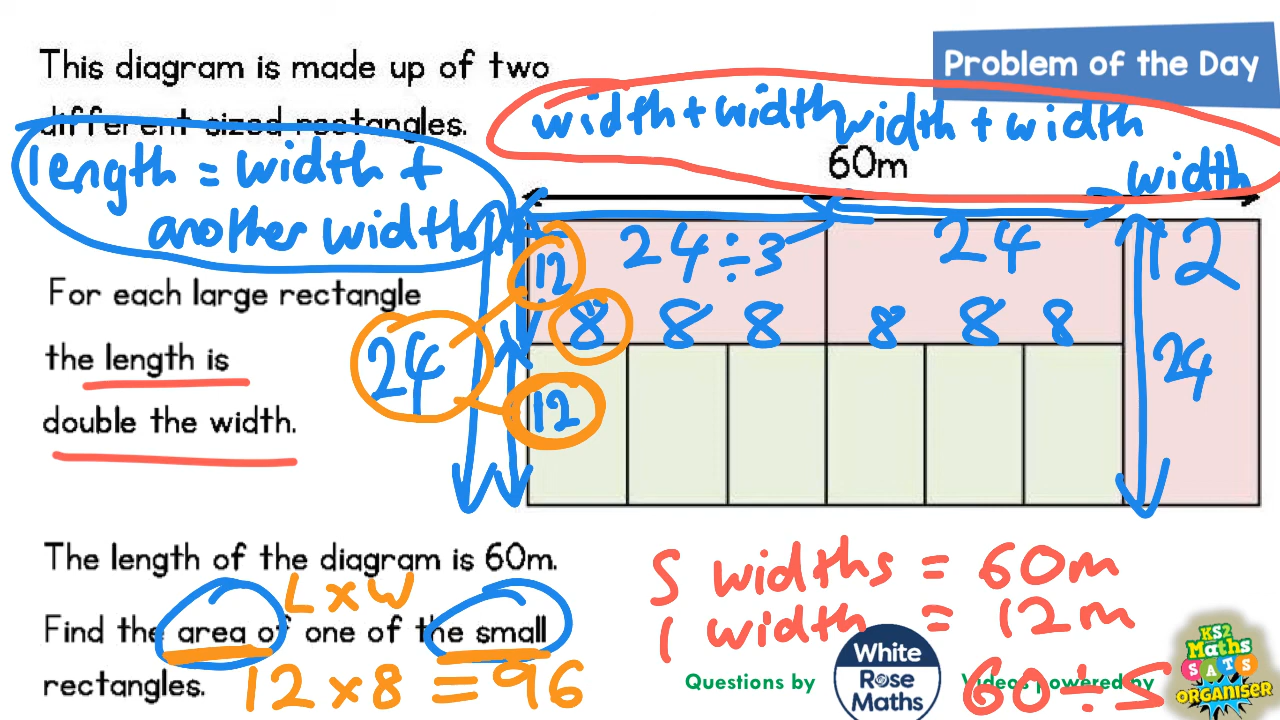 Problem of the Day
This diagram is made up of two
different sized rectangles.
width + width width + width
60m
width
length = width +
another width
12
24 ÷ 3
24
12
For each large rectangle
8 8 8 8 8 8
the length is
24
24
double the width.
12
The length of the diagram is 60m.
5 widths = 60m
L x W
Find the area of one of the small
1 width = 12m
rectangles.
12 x 8 = 96
Questions by
White
Rose
Maths
Videos powered by
60 ÷ 5
KS2
Maths
SATS
ORGANISER